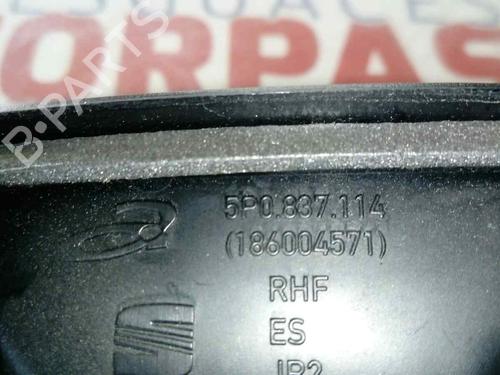 ORPAS
B-PARTS
5P0.837.114
(186004571)
RHF
ES